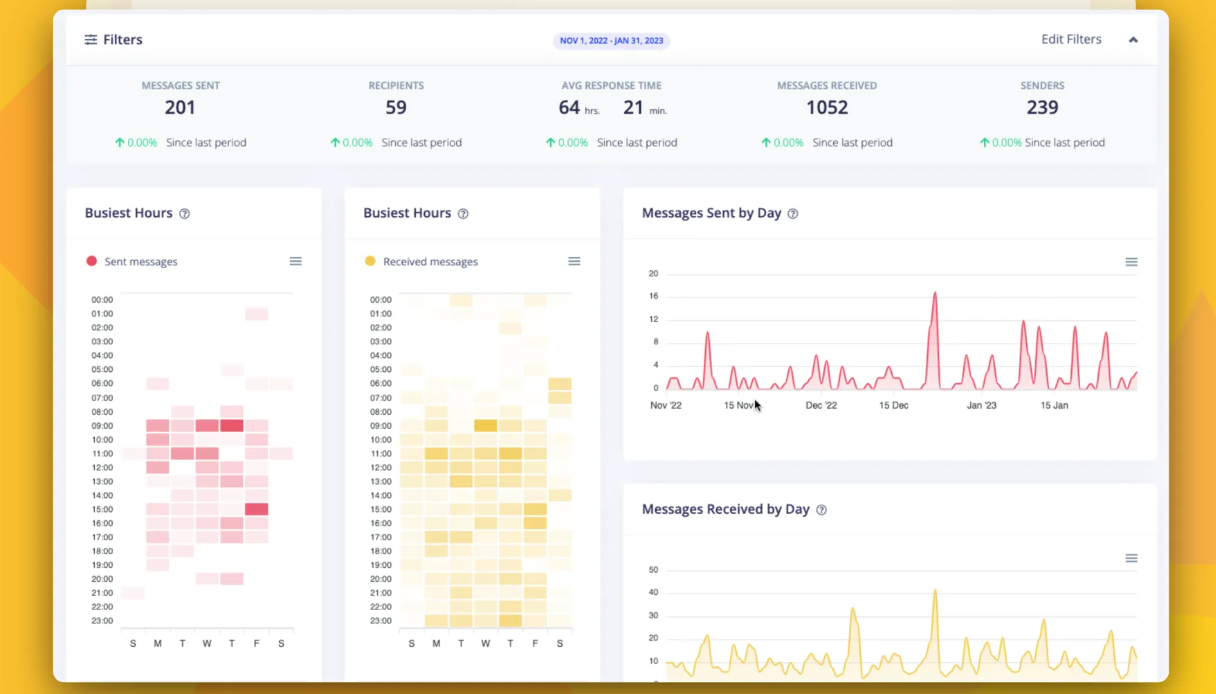 Filters
NOV 1, 2022 - JAN 31, 2023
Edit Filters
MESSAGES SENT
201
↑ 0.00% Since last period
RECIPIENTS
59
↑ 0.00% Since last period
AVG RESPONSE TIME
64 hrs. 21 min.
↑ 0.00% Since last period
MESSAGES RECEIVED
1052
↑ 0.00% Since last period
SENDERS
239
↑ 0.00% Since last period
Busiest Hours ?
Sent messages
00:00
01:00
02:00
03:00
04:00
05:00
06:00
07:00
08:00
09:00
10:00
11:00
12:00
13:00
14:00
15:00
16:00
17:00
18:00
19:00
20:00
21:00
22:00
23:00
S M T W T F S
Busiest Hours ?
Received messages
00:00
01:00
02:00
03:00
04:00
05:00
06:00
07:00
08:00
09:00
10:00
11:00
12:00
13:00
14:00
15:00
16:00
17:00
18:00
19:00
20:00
21:00
22:00
23:00
S M T W T F S
Messages Sent by Day ?
20
16
12
8
4
0
Nov '22 15 Nov Dec '22 15 Dec Jan '23 15 Jan
Messages Received by Day ?
50
40
30
20
10